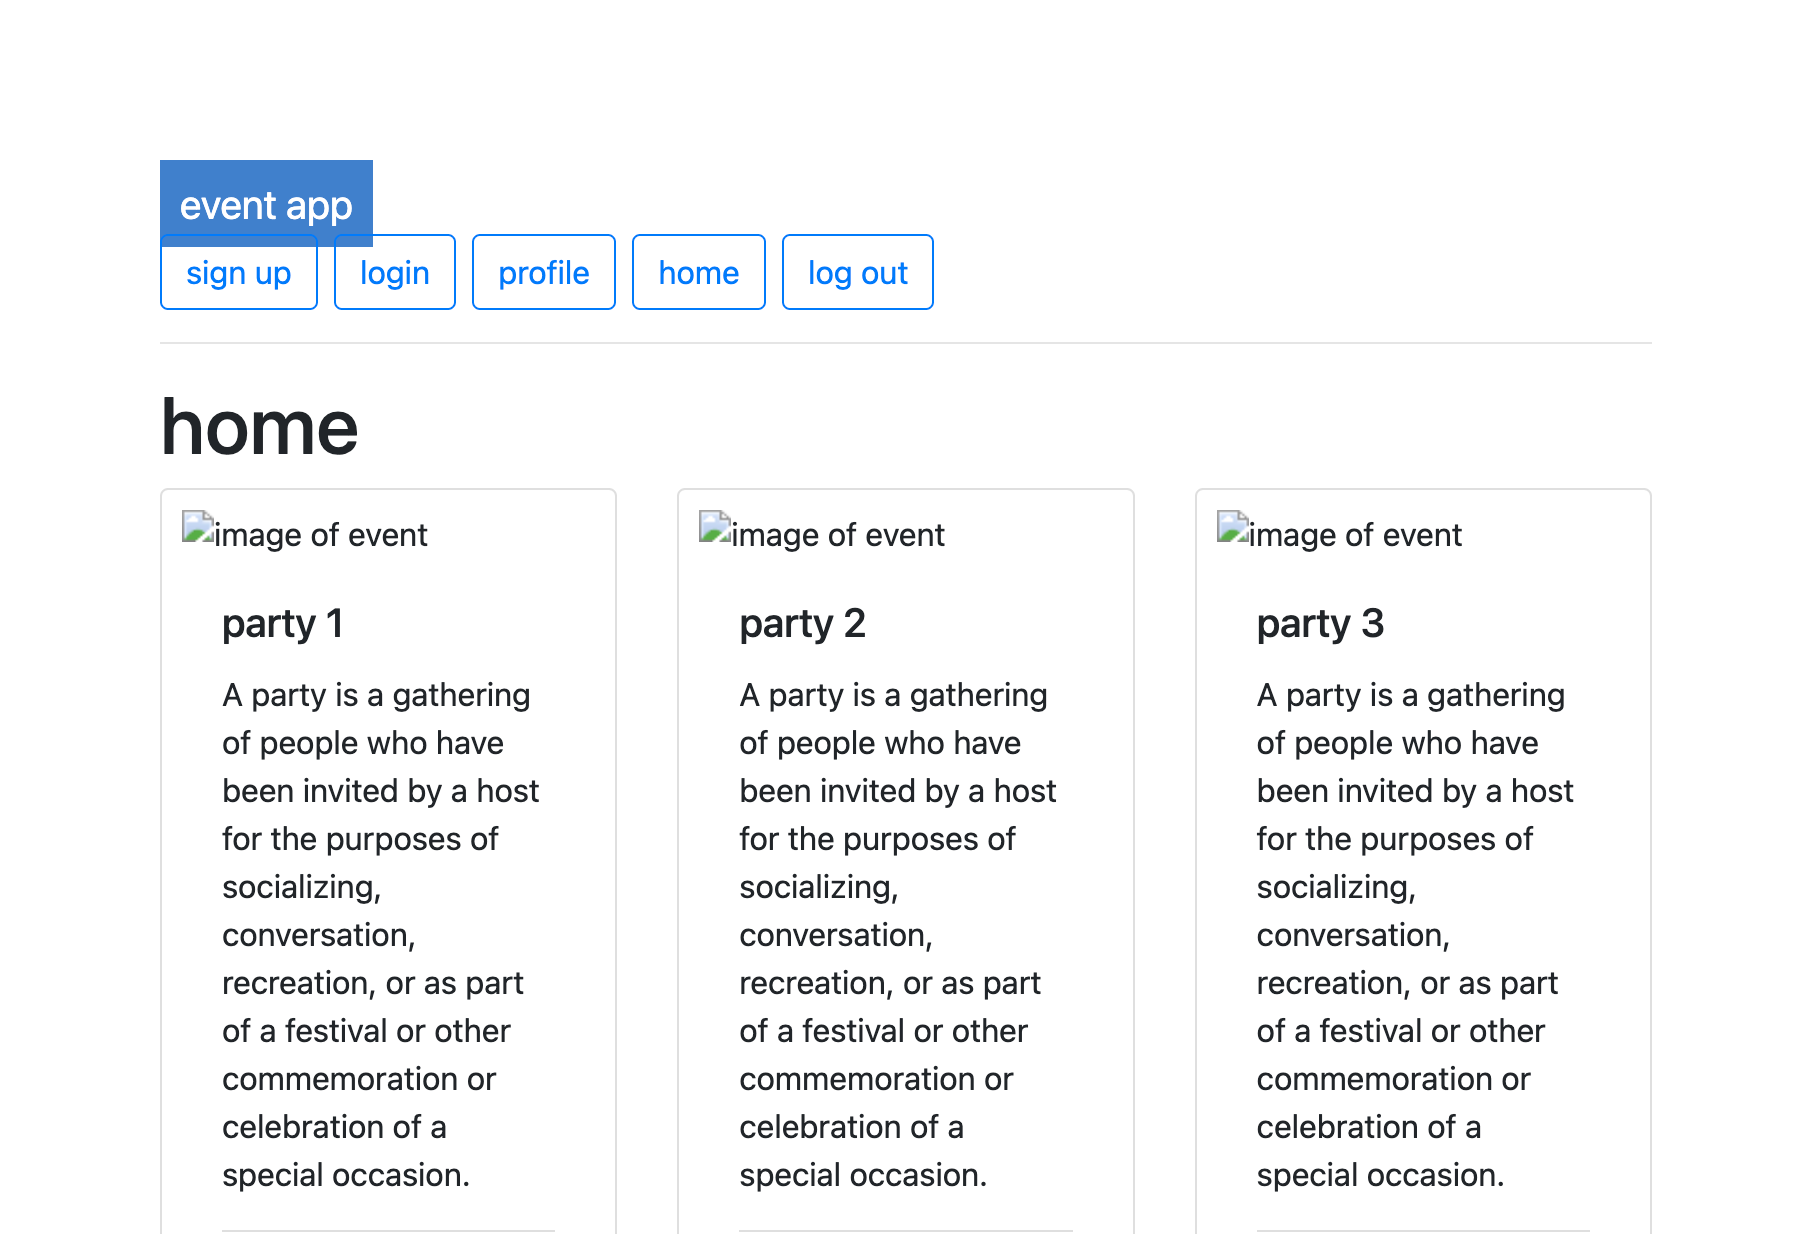 event app
sign up login profile home log out
home
image of event
party 1
A party is a gathering
of people who have
been invited by a host
for the purposes of
socializing,
conversation,
recreation, or as part
of a festival or other
commemoration or
celebration of a
special occasion.
image of event
party 2
A party is a gathering
of people who have
been invited by a host
for the purposes of
socializing,
conversation,
recreation, or as part
of a festival or other
commemoration or
celebration of a
special occasion.
image of event
party 3
A party is a gathering
of people who have
been invited by a host
for the purposes of
socializing,
conversation,
recreation, or as part
of a festival or other
commemoration or
celebration of a
special occasion.